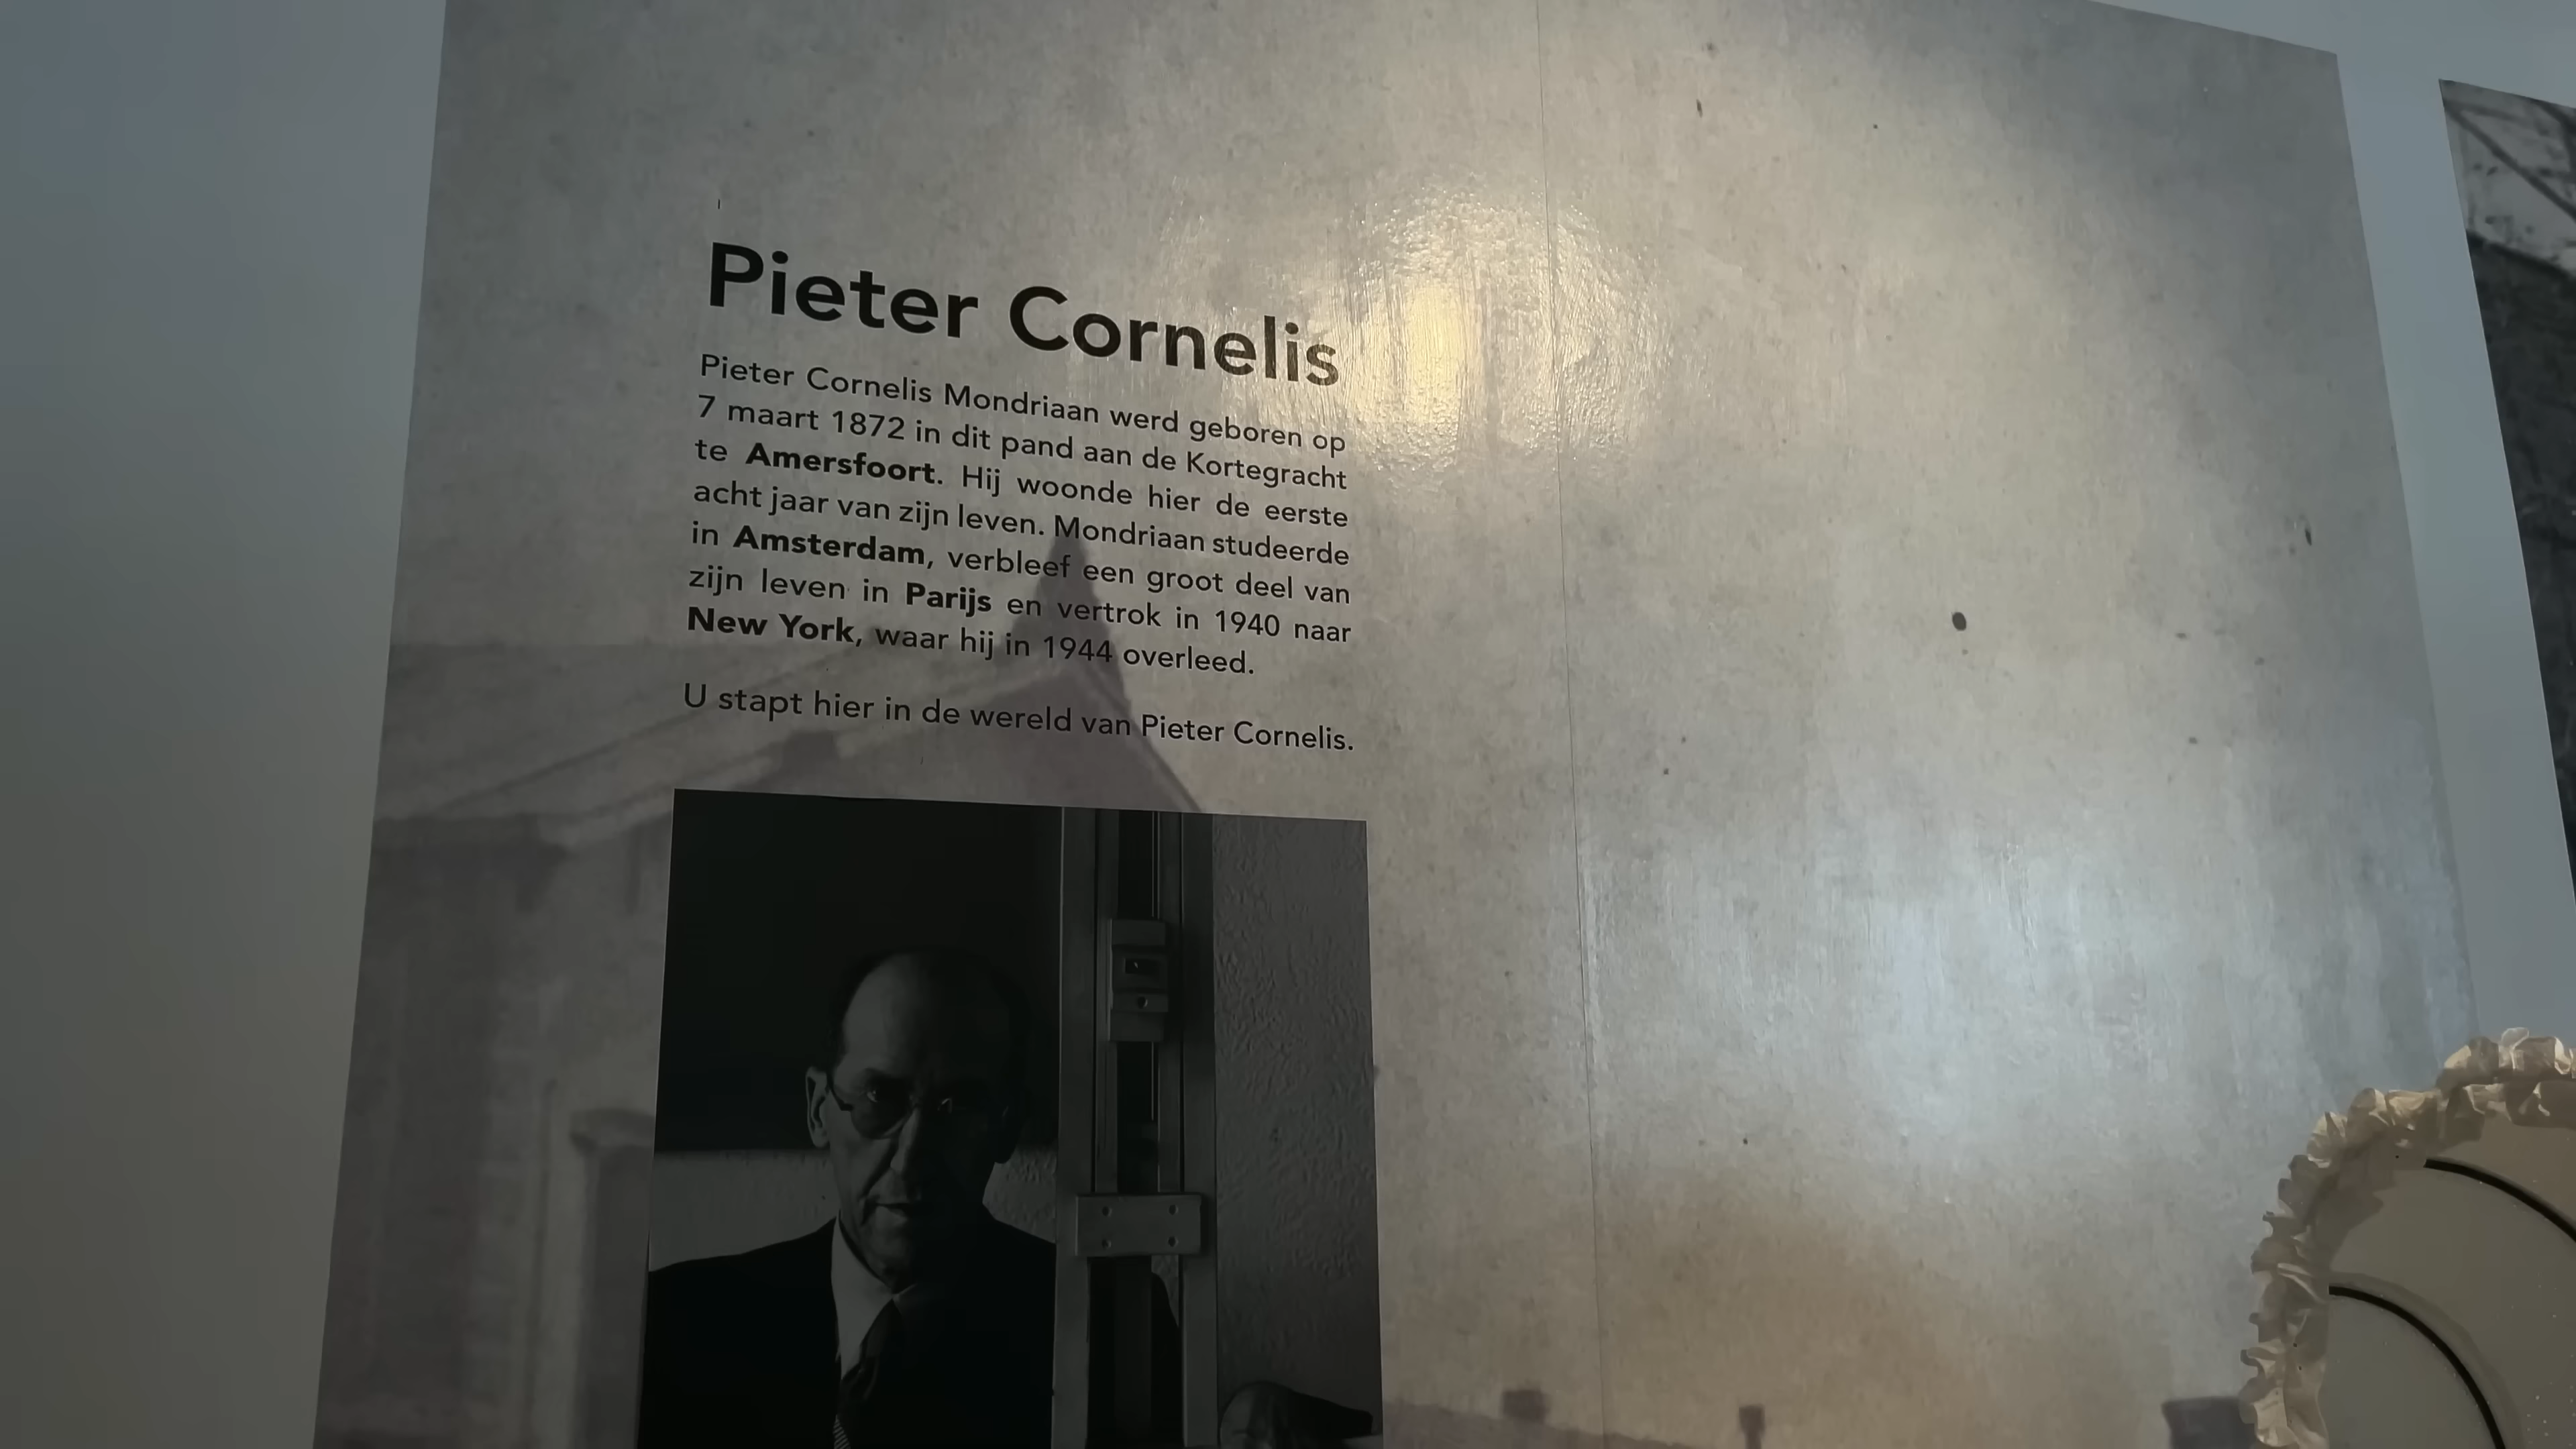 Pieter Cornelis
Pieter Cornelis Mondriaan werd geboren op
7 maart 1872 in dit pand aan de Kortegracht
te Amersfoort. Hij woonde hier de eerste
acht jaar van zijn leven. Mondriaan studeerde
in Amsterdam, verbleef een groot deel van
zijn leven in Parijs en vertrok in 1940 naar
New York, waar hij in 1944 overleed.
U stapt hier in de wereld van Pieter Cornelis.